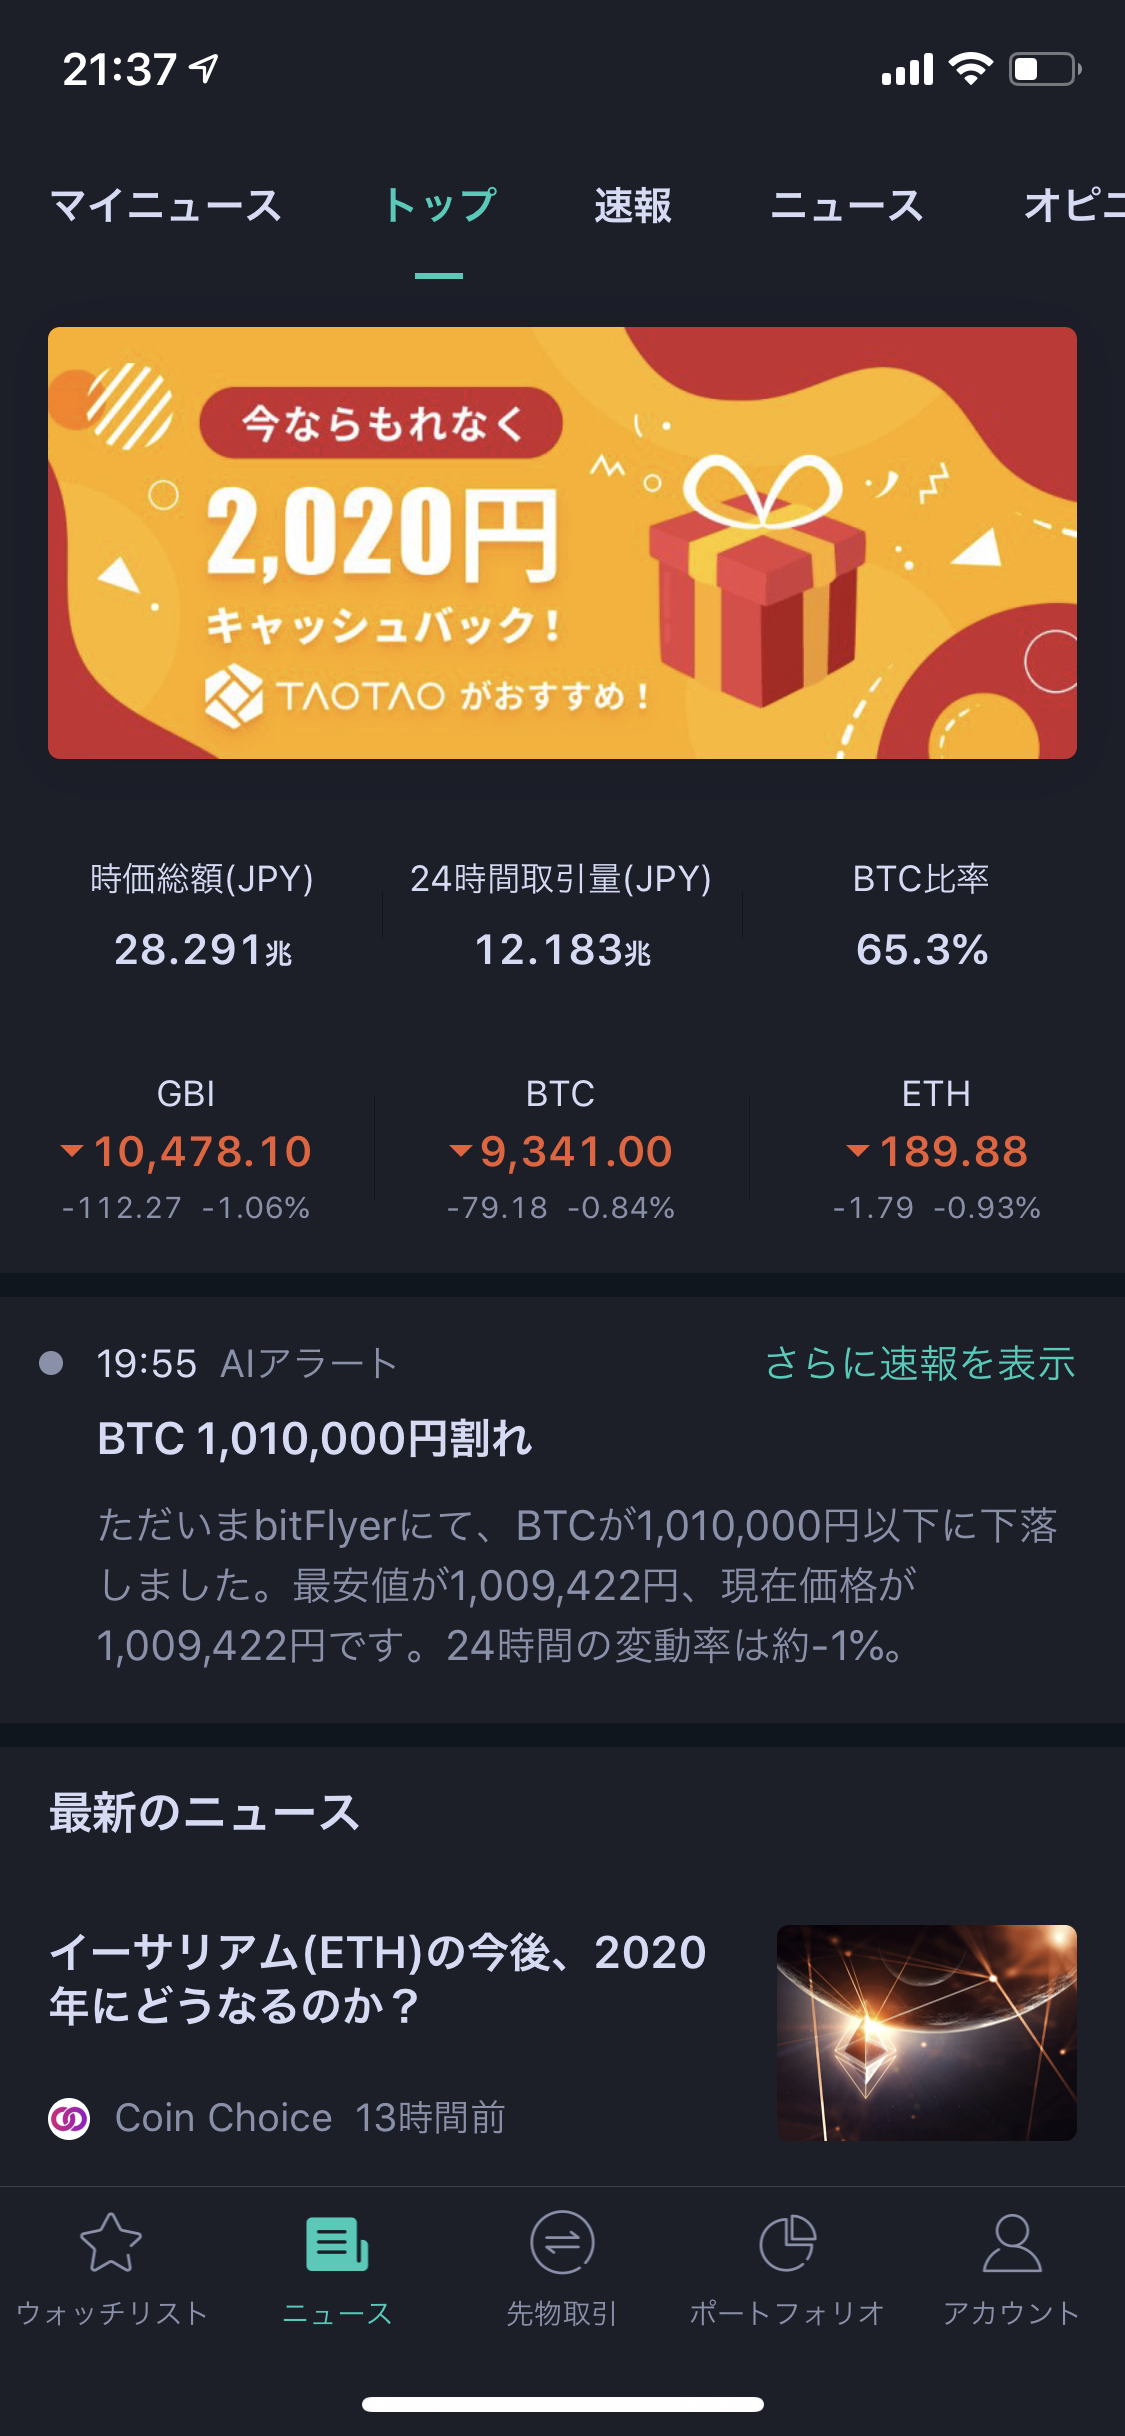 21:37
マイニュース トップ 速報 ニュース オピニ
今ならもれなく
2,020円
キャッシュバック!
TAOTAO がおすすめ!
時価総額(JPY) 24時間取引量(JPY) BTC比率
28.291兆 12.183兆 65.3%
GBI BTC ETH
10,478.10 9,341.00 189.88
-112.27 -1.06% -79.18 -0.84% -1.79 -0.93%
19:55 AIアラート さらに速報を表示
BTC 1,010,000円割れ
ただいまbitFlyerにて、BTCが1,010,000円以下に下落
しました。最安値が1,009,422円、現在価格が
1,009,422円です。24時間の変動率は約-1%。
最新のニュース
イーサリアム(ETH)の今後、2020
年にどうなるのか？
Coin Choice 13時間前
ウォッチリスト ニュース 先物取引 ポートフォリオ アカウント